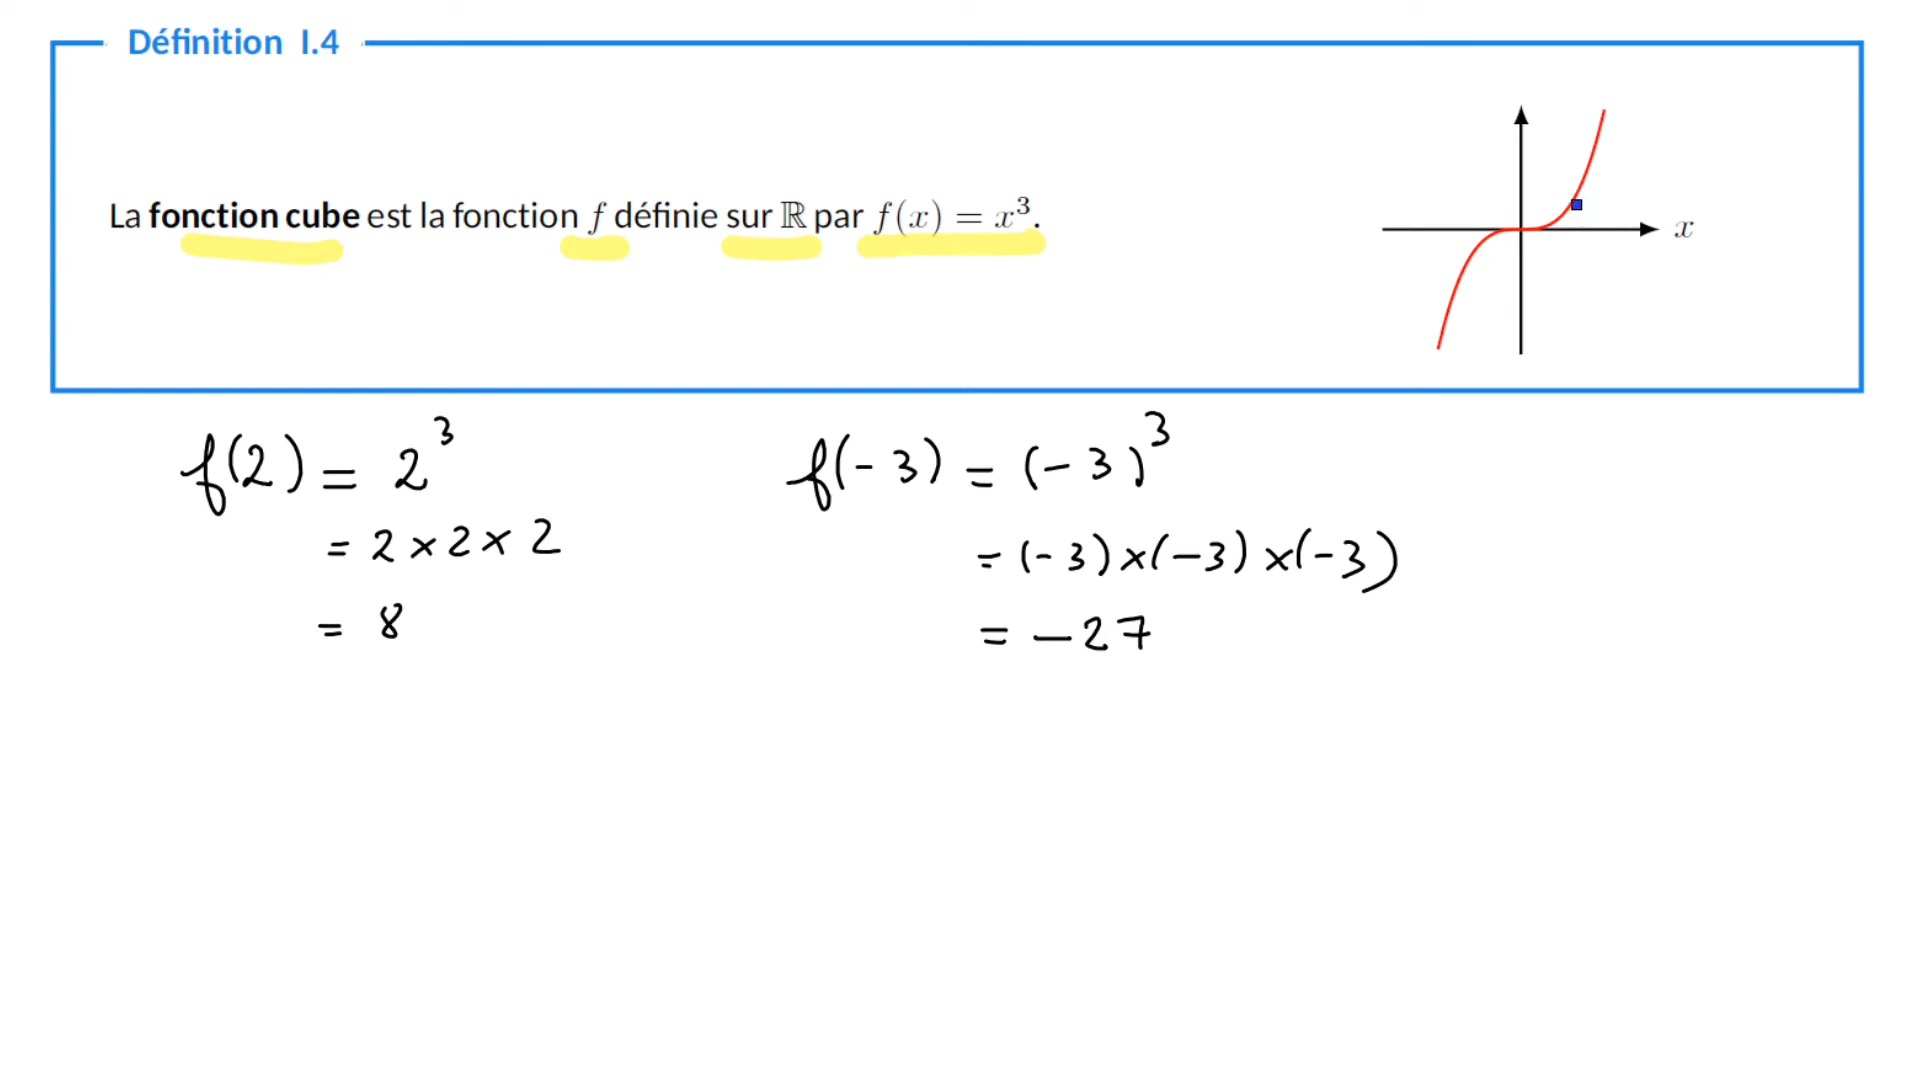 Définition I.4
La fonction cube est la fonction f définie sur ℝ par f(x) = x³.
x
f(2) = 2³
= 2 × 2 × 2
= 8
f(-3) = (-3)³
= (-3)×(-3)×(-3)
= -27